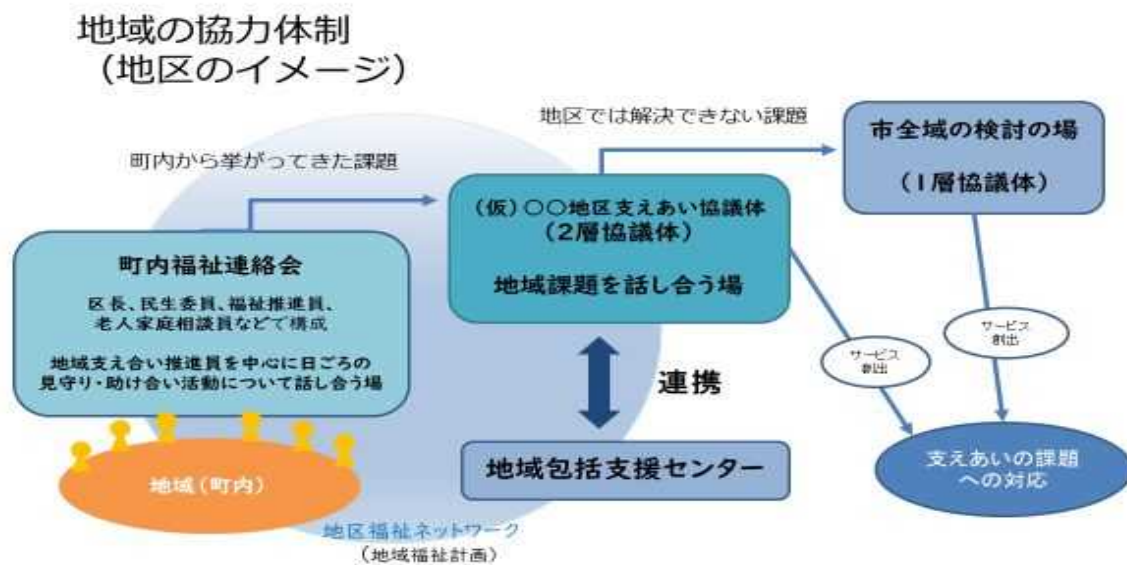 地域の協力体制
（地区のイメージ）
町内から挙がってきた課題
地区では解決できない課題
市全域の検討の場
（1層協議体）
（仮）〇〇地区支えあい協議体
（2層協議体）
地域課題を話し合う場
町内福祉連絡会
区長、民生委員、福祉推進員、
老人家庭相談員などで構成
地域支え合い推進員を中心に日ごろの
見守り・助け合い活動について話し合う場
サービス
創出
サービス
創出
連携
地域包括支援センター
支えあいの課題
への対応
地域（町内）
地区福祉ネットワーク
（地域福祉計画）